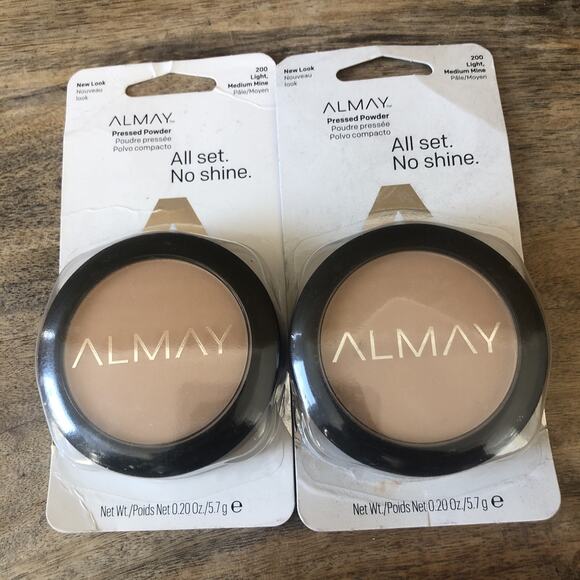 New Look
Nouveau
look
200
Light,
Medium Mine
Pâle/Moyen
ALMAY™
Pressed Powder
Poudre pressée
Polvo compacto
All set.
No shine.
ALMAY
Net Wt./Poids Net 0.20 Oz./5.7 g e
New Look
Nouveau
look
200
Light,
Medium Mine
Pâle/Moyen
ALMAY™
Pressed Powder
Poudre pressée
Polvo compacto
All set.
No shine.
ALMAY
Net Wt./Poids Net 0.20 Oz./5.7 g e